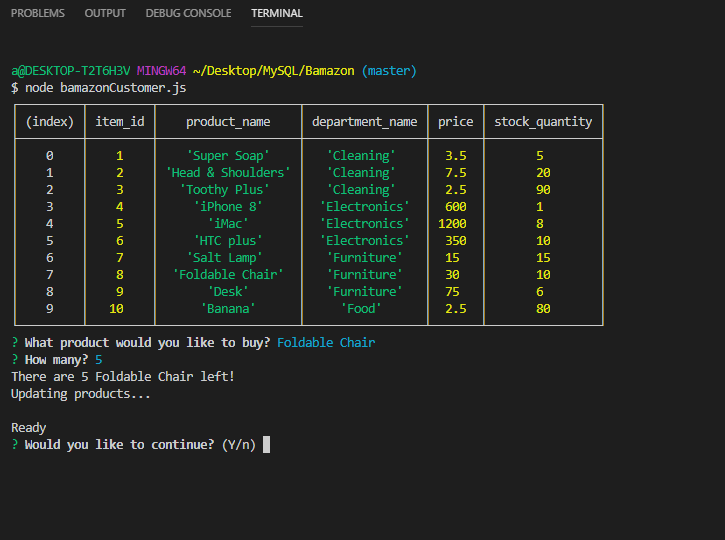 PROBLEMS OUTPUT DEBUG CONSOLE TERMINAL
a@DESKTOP-T2T6H3V MINGW64 ~/Desktop/MySQL/Bamazon (master)
$ node bamazonCustomer.js
(index) item_id product_name department_name price stock_quantity
0 1 'Super Soap' 'Cleaning' 3.5 5
1 2 'Head & Shoulders' 'Cleaning' 7.5 20
2 3 'Toothy Plus' 'Cleaning' 2.5 90
3 4 'iPhone 8' 'Electronics' 600 1
4 5 'iMac' 'Electronics' 1200 8
5 6 'HTC plus' 'Electronics' 350 10
6 7 'Salt Lamp' 'Furniture' 15 15
7 8 'Foldable Chair' 'Furniture' 30 10
8 9 'Desk' 'Furniture' 75 6
9 10 'Banana' 'Food' 2.5 80
? What product would you like to buy? Foldable Chair
? How many? 5
There are 5 Foldable Chair left!
Updating products...
Ready
? Would you like to continue? (Y/n)